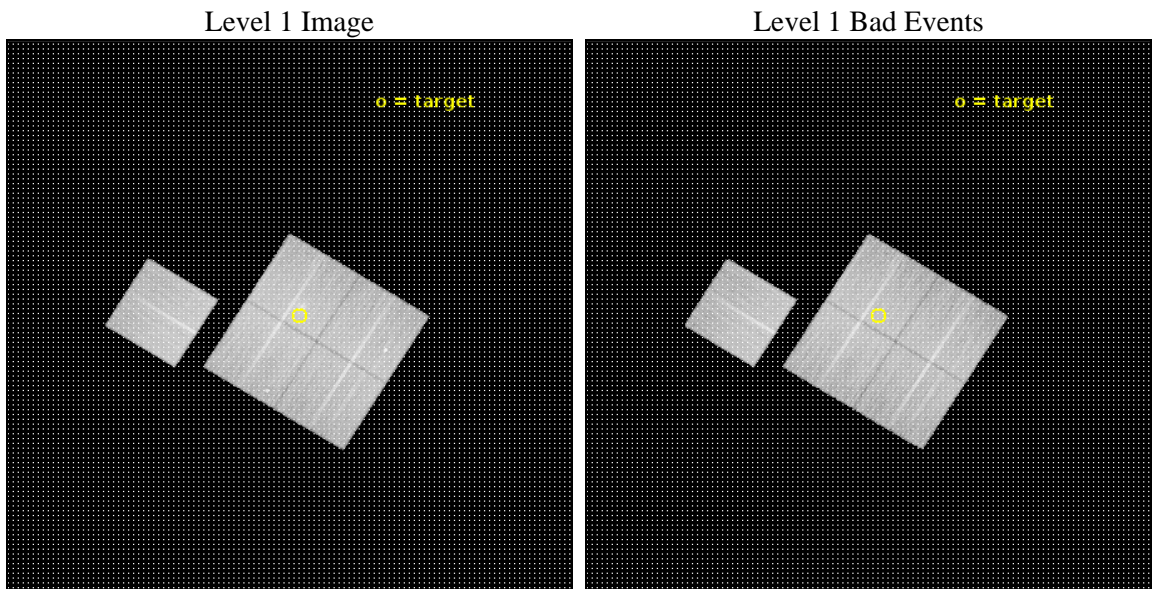 Level 1 Image
Level 1 Bad Events
o = target
o = target